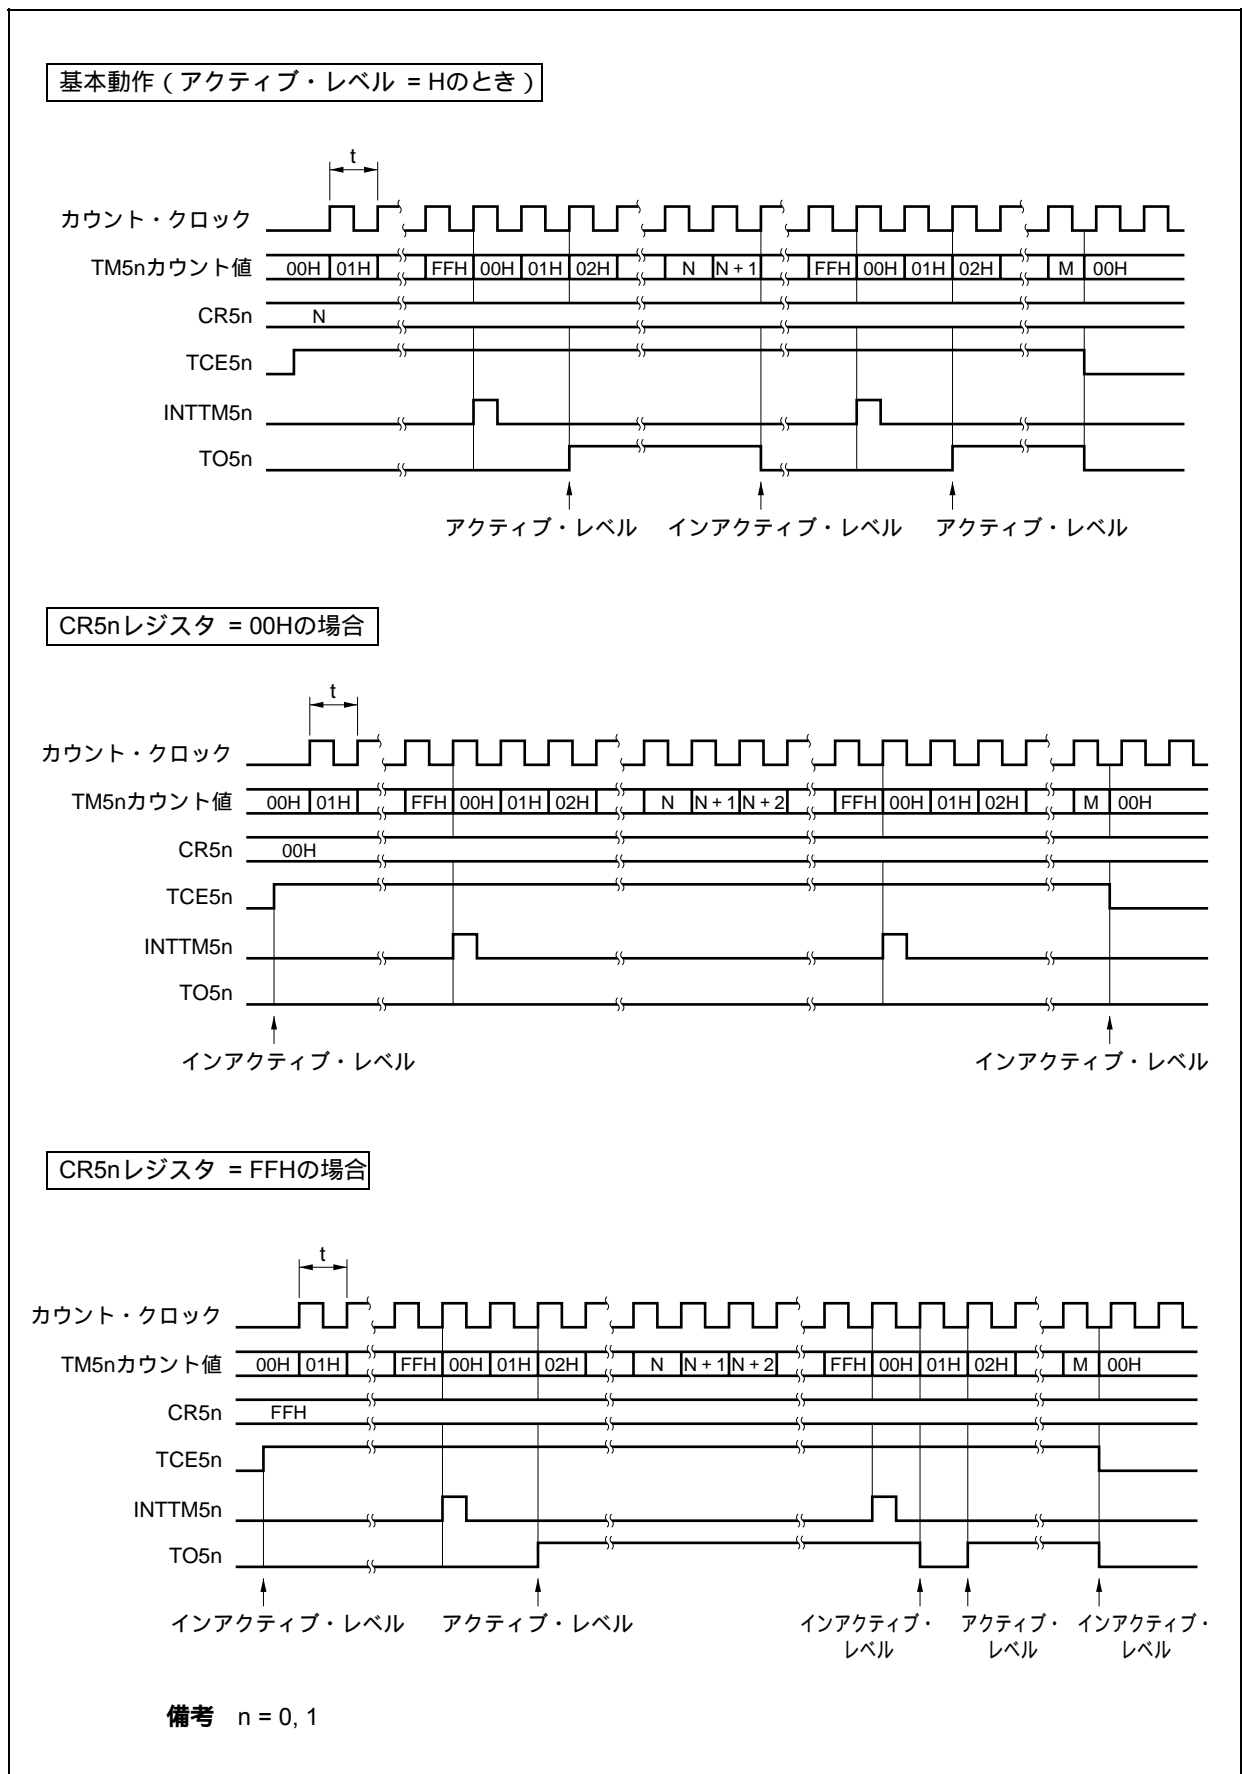 基本動作（アクティブ・レベル = Hのとき）
t
カウント・クロック
TM5nカウント値 00H 01H FFH 00H 01H 02H N N + 1 FFH 00H 01H 02H M 00H
CR5n N
TCE5n
INTTM5n
TO5n
アクティブ・レベル インアクティブ・レベル アクティブ・レベル
CR5nレジスタ = 00Hの場合
t
カウント・クロック
TM5nカウント値 00H 01H FFH 00H 01H 02H N N + 1 N + 2 FFH 00H 01H 02H M 00H
CR5n 00H
TCE5n
INTTM5n
TO5n
インアクティブ・レベル インアクティブ・レベル
CR5nレジスタ = FFHの場合
t
カウント・クロック
TM5nカウント値 00H 01H FFH 00H 01H 02H N N + 1 N + 2 FFH 00H 01H 02H M 00H
CR5n FFH
TCE5n
INTTM5n
TO5n
インアクティブ・レベル アクティブ・レベル インアクティブ・ アクティブ・ インアクティブ・
レベル レベル レベル
備考 n = 0, 1